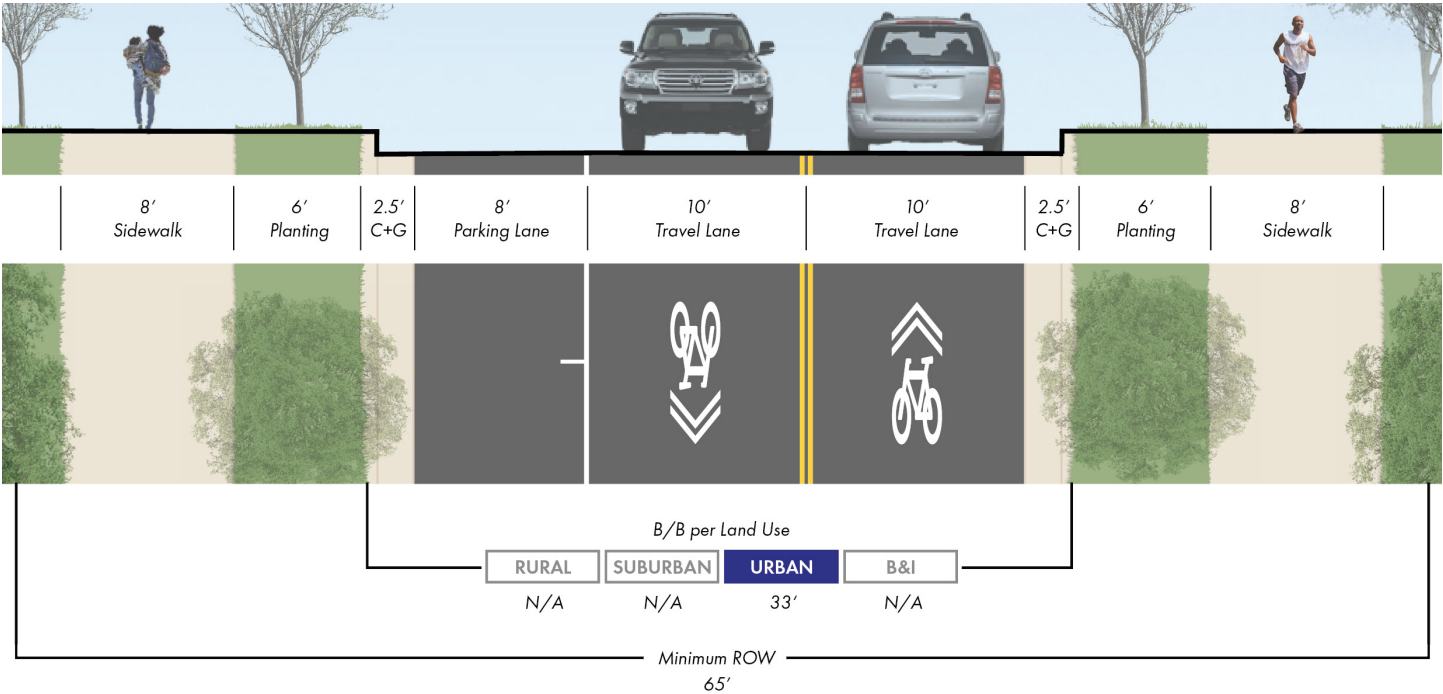 8’ 6’ 2.5’ 8’ 10’ 10’ 2.5’ 6’ 8’
Sidewalk Planting C+G Parking Lane Travel Lane Travel Lane C+G Planting Sidewalk
B/B per Land Use
RURAL SUBURBAN URBAN B&I
N/A N/A 33’ N/A
Minimum ROW
65’